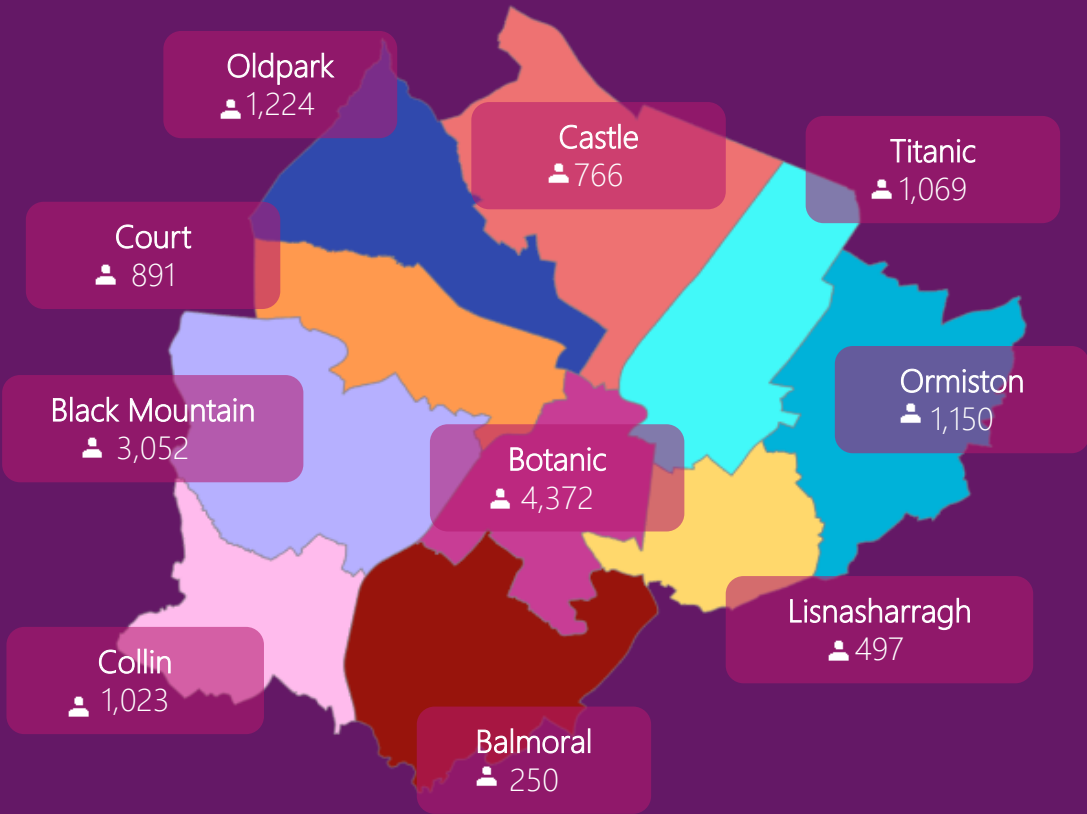 Oldpark
1,224
Castle
766
Titanic
1,069
Court
891
Ormiston
1,150
Black Mountain
3,052
Botanic
4,372
Lisnasharragh
497
Collin
1,023
Balmoral
250